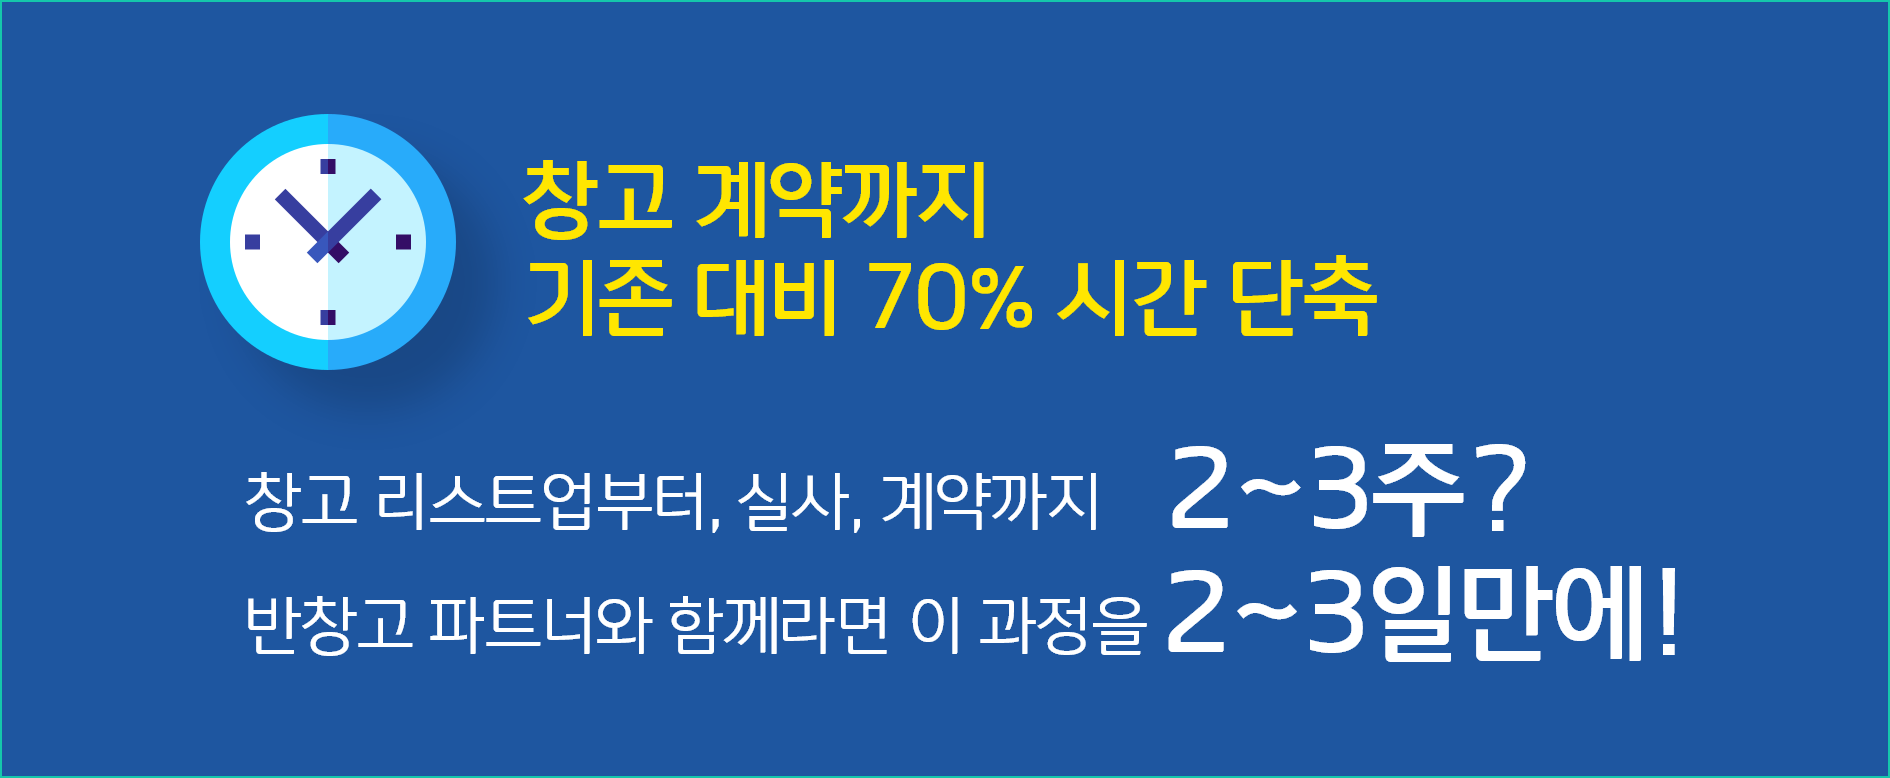 창고 계약까지
기존 대비 70% 시간 단축
창고 리스트업부터, 실사, 계약까지 2~3주?
반창고 파트너와 함께라면 이 과정을 2~3일만에!